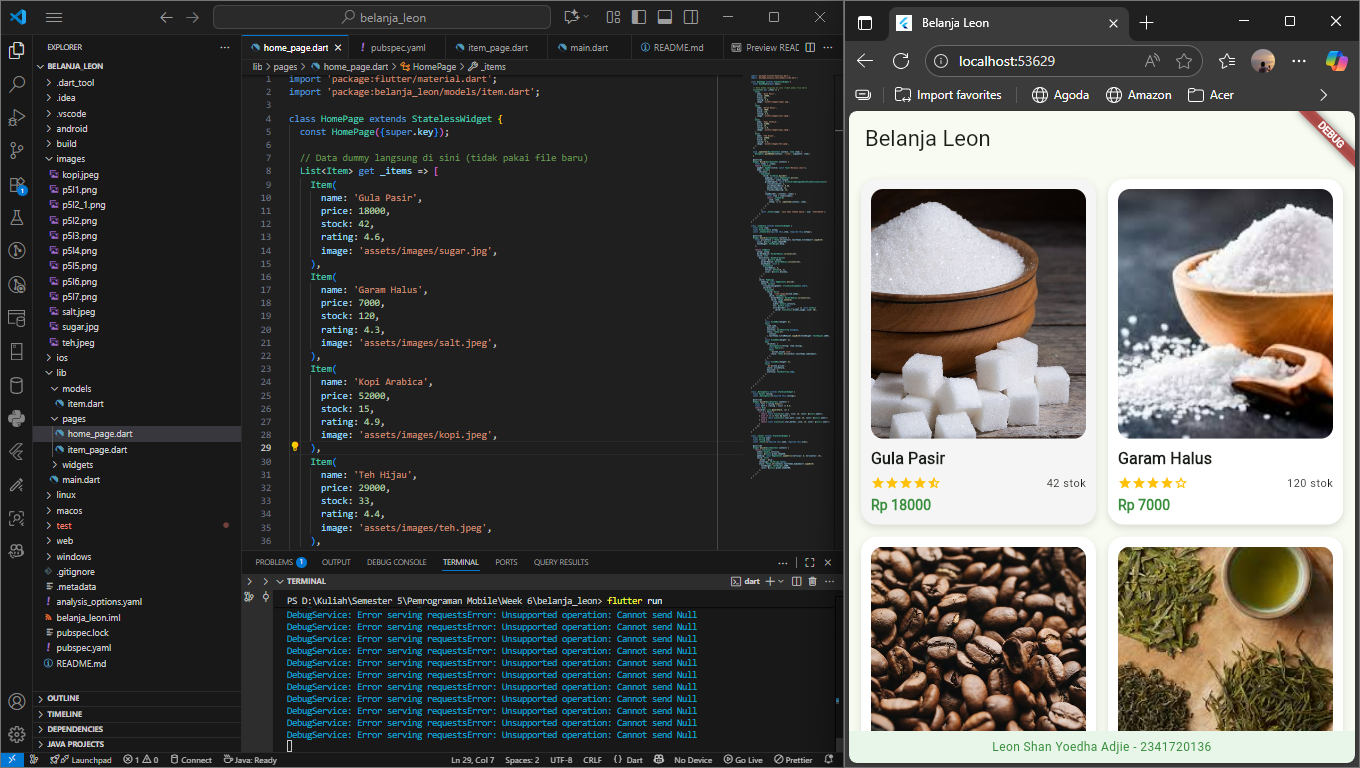 belanja_leon
EXPLORER
BELANJA_LEON
.dart_tool
.idea
.vscode
android
build
images
kopi.jpeg
p5l1.png
p5l2_1.png
p5l2.png
p5l3.png
p5l4.png
p5l5.png
p5l6.png
p5l7.png
salt.jpeg
sugar.jpg
teh.jpeg
ios
lib
models
item.dart
pages
home_page.dart
item_page.dart
widgets
main.dart
linux
macos
test
web
windows
.gitignore
.metadata
analysis_options.yaml
belanja_leon.iml
pubspec.lock
pubspec.yaml
README.md
OUTLINE
TIMELINE
DEPENDENCIES
JAVA PROJECTS
home_page.dart pubspec.yaml item_page.dart main.dart README.md Preview READ
lib > pages > home_page.dart > HomePage > _items
1 import 'package:flutter/material.dart';
2 import 'package:belanja_leon/models/item.dart';
3
4 class HomePage extends StatelessWidget {
5 const HomePage({super.key});
6
7 // Data dummy langsung di sini (tidak pakai file baru)
8 List<Item> get _items => [
9 Item(
10 name: 'Gula Pasir',
11 price: 18000,
12 stock: 42,
13 rating: 4.6,
14 image: 'assets/images/sugar.jpg',
15 ),
16 Item(
17 name: 'Garam Halus',
18 price: 7000,
19 stock: 120,
20 rating: 4.3,
21 image: 'assets/images/salt.jpeg',
22 ),
23 Item(
24 name: 'Kopi Arabica',
25 price: 52000,
26 stock: 15,
27 rating: 4.9,
28 image: 'assets/images/kopi.jpeg',
29 ),
30 Item(
31 name: 'Teh Hijau',
32 price: 29000,
33 stock: 33,
34 rating: 4.4,
35 image: 'assets/images/teh.jpeg',
36 ),
PROBLEMS 1 OUTPUT DEBUG CONSOLE TERMINAL PORTS QUERY RESULTS
TERMINAL dart
PS D:\Kuliah\Semester 5\Pemrograman Mobile\Week 6\belanja_leon> flutter run
DebugService: Error serving requestsError: Unsupported operation: Cannot send Null
DebugService: Error serving requestsError: Unsupported operation: Cannot send Null
DebugService: Error serving requestsError: Unsupported operation: Cannot send Null
DebugService: Error serving requestsError: Unsupported operation: Cannot send Null
DebugService: Error serving requestsError: Unsupported operation: Cannot send Null
DebugService: Error serving requestsError: Unsupported operation: Cannot send Null
DebugService: Error serving requestsError: Unsupported operation: Cannot send Null
DebugService: Error serving requestsError: Unsupported operation: Cannot send Null
DebugService: Error serving requestsError: Unsupported operation: Cannot send Null
DebugService: Error serving requestsError: Unsupported operation: Cannot send Null
DebugService: Error serving requestsError: Unsupported operation: Cannot send Null
Launchpad 1 0 Connect Java: Ready Ln 29, Col 7 Spaces: 2 UTF-8 CRLF {} Dart No Device Go Live Prettier
Belanja Leon
localhost:53629
Import favorites Agoda Amazon Acer
Belanja Leon
DEBUG
Gula Pasir
42 stok
Rp 18000
Garam Halus
120 stok
Rp 7000
Leon Shan Yoedha Adjie - 2341720136